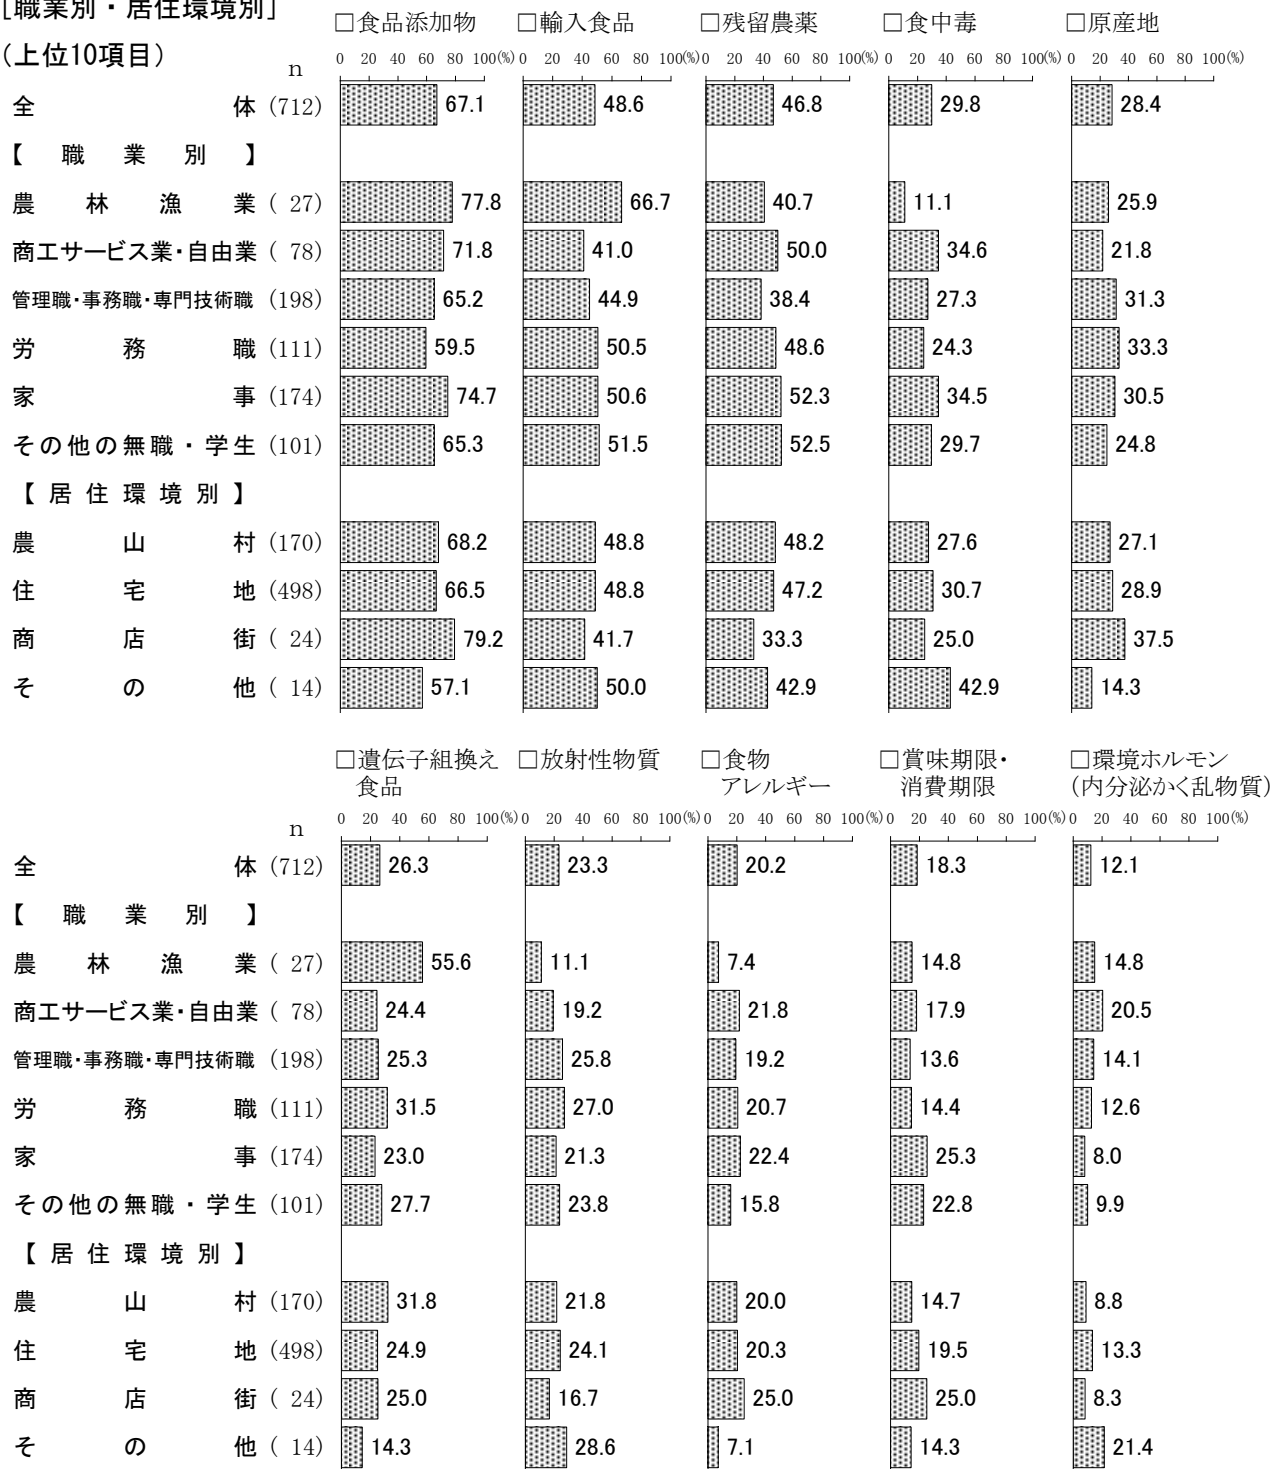 ［職業別・居住環境別］
（上位10項目）
□食品添加物 □輸入食品 □残留農薬 □食中毒 □原産地
n 0 20 40 60 80 100(%) 0 20 40 60 80 100(%) 0 20 40 60 80 100(%) 0 20 40 60 80 100(%) 0 20 40 60 80 100(%)
全体 (712) 67.1 48.6 46.8 29.8 28.4
【職業別】
農林漁業 ( 27) 77.8 66.7 40.7 11.1 25.9
商工サービス業・自由業 ( 78) 71.8 41.0 50.0 34.6 21.8
管理職・事務職・専門技術職 (198) 65.2 44.9 38.4 27.3 31.3
労務職 (111) 59.5 50.5 48.6 24.3 33.3
家事 (174) 74.7 50.6 52.3 34.5 30.5
その他の無職・学生 (101) 65.3 51.5 52.5 29.7 24.8
【居住環境別】
農山村 (170) 68.2 48.8 48.2 27.6 27.1
住宅地 (498) 66.5 48.8 47.2 30.7 28.9
商店街 ( 24) 79.2 41.7 33.3 25.0 37.5
その他 ( 14) 57.1 50.0 42.9 42.9 14.3
□遺伝子組換え □放射性物質 □食物 □賞味期限・ □環境ホルモン
食品 アレルギー 消費期限 （内分泌かく乱物質）
n 0 20 40 60 80 100(%) 0 20 40 60 80 100(%) 0 20 40 60 80 100(%) 0 20 40 60 80 100(%) 0 20 40 60 80 100(%)
全体 (712) 26.3 23.3 20.2 18.3 12.1
【職業別】
農林漁業 ( 27) 55.6 11.1 7.4 14.8 14.8
商工サービス業・自由業 ( 78) 24.4 19.2 21.8 17.9 20.5
管理職・事務職・専門技術職 (198) 25.3 25.8 19.2 13.6 14.1
労務職 (111) 31.5 27.0 20.7 14.4 12.6
家事 (174) 23.0 21.3 22.4 25.3 8.0
その他の無職・学生 (101) 27.7 23.8 15.8 22.8 9.9
【居住環境別】
農山村 (170) 31.8 21.8 20.0 14.7 8.8
住宅地 (498) 24.9 24.1 20.3 19.5 13.3
商店街 ( 24) 25.0 16.7 25.0 25.0 8.3
その他 ( 14) 14.3 28.6 7.1 14.3 21.4